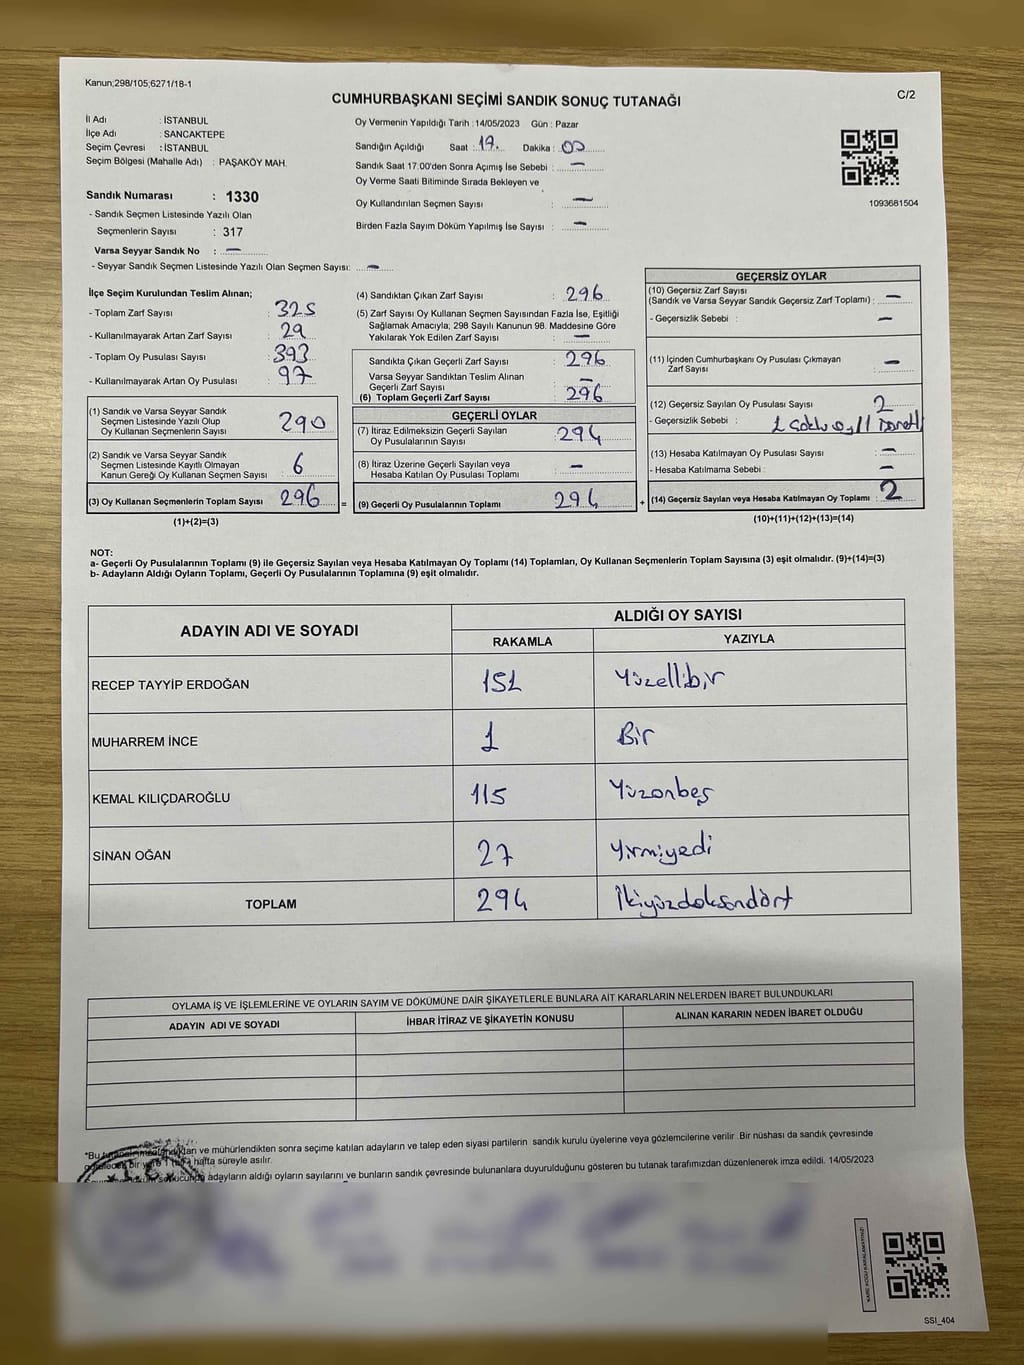 Kanun;298/105;6271/18-1
C/2
CUMHURBAŞKANI SEÇİMİ SANDIK SONUÇ TUTANAĞI
İl Adı : İSTANBUL
İlçe Adı : SANCAKTEPE
Seçim Çevresi : İSTANBUL
Seçim Bölgesi (Mahalle Adı) : PAŞAKÖY MAH.
Sandık Numarası : 1330
- Sandık Seçmen Listesinde Yazılı Olan
Seçmenlerin Sayısı : 317
Varsa Seyyar Sandık No : —
- Seyyar Sandık Seçmen Listesinde Yazılı Olan Seçmen Sayısı: —
Oy Vermenin Yapıldığı Tarih : 14/05/2023 Gün : Pazar
Sandığın Açıldığı Saat : 17. Dakika : 00
Sandık Saat 17.00'den Sonra Açımış İse Sebebi : —
Oy Verme Saati Bitiminde Sırada Bekleyen ve
Oy Kullandırılan Seçmen Sayısı : —
Birden Fazla Sayım Döküm Yapılmış İse Sayısı : —
1093681504
İlçe Seçim Kurulundan Teslim Alınan;
- Toplam Zarf Sayısı : 325
- Kullanılmayarak Artan Zarf Sayısı : 29
- Toplam Oy Pusulası Sayısı : 393
- Kullanılmayarak Artan Oy Pusulası : 97
(1) Sandık ve Varsa Seyyar Sandık
Seçmen Listesinde Yazılı Olup
Oy Kullanan Seçmenlerin Sayısı : 290
(2) Sandık ve Varsa Seyyar Sandık
Seçmen Listesinde Kayıtlı Olmayan
Kanun Gereği Oy Kullanan Seçmen Sayısı : 6
(3) Oy Kullanan Seçmenlerin Toplam Sayısı : 296 =
(1)+(2)=(3)
(4) Sandıktan Çıkan Zarf Sayısı : 296
(5) Zarf Sayısı Oy Kullanan Seçmen Sayısından Fazla İse, Eşitliği
Sağlamak Amacıyla; 298 Sayılı Kanunun 98. Maddesine Göre
Yakılarak Yok Edilen Zarf Sayısı : —
Sandıkta Çıkan Geçerli Zarf Sayısı : 296
Varsa Seyyar Sandıktan Teslim Alınan
Geçerli Zarf Sayısı : —
(6) Toplam Geçerli Zarf Sayısı : 296
GEÇERLİ OYLAR
(7) İtiraz Edilmeksizin Geçerli Sayılan
Oy Pusulalarının Sayısı : 294
(8) İtiraz Üzerine Geçerli Sayılan veya
Hesaba Katılan Oy Pusulası Toplamı : —
(9) Geçerli Oy Pusulalarının Toplamı : 294 +
GEÇERSİZ OYLAR
(10) Geçersiz Zarf Sayısı
(Sandık ve Varsa Seyyar Sandık Geçersiz Zarf Toplamı) : —
- Geçersizlik Sebebi : —
(11) İçinden Cumhurbaşkanı Oy Pusulası Çıkmayan
Zarf Sayısı : —
(12) Geçersiz Sayılan Oy Pusulası Sayısı : 2
- Geçersizlik Sebebi :
(13) Hesaba Katılmayan Oy Pusulası Sayısı : —
- Hesaba Katılmama Sebebi : —
(14) Geçersiz Sayılan veya Hesaba Katılmayan Oy Toplamı : 2
(10)+(11)+(12)+(13)=(14)
NOT:
a- Geçerli Oy Pusulalarının Toplamı (9) ile Geçersiz Sayılan veya Hesaba Katılmayan Oy Toplamı (14) Toplamları, Oy Kullanan Seçmenlerin Toplam Sayısına (3) eşit olmalıdır. (9)+(14)=(3)
b- Adayların Aldığı Oyların Toplamı, Geçerli Oy Pusulalarının Toplamına (9) eşit olmalıdır.
ADAYIN ADI VE SOYADI
ALDIĞI OY SAYISI
RAKAMLA YAZIYLA
RECEP TAYYİP ERDOĞAN 151 Yüzellibir
MUHARREM İNCE 1 Bir
KEMAL KILIÇDAROĞLU 115 Yüzonbeş
SİNAN OĞAN 27 Yirmiyedi
TOPLAM 294 İkiyüzdoksandört
OYLAMA İŞ VE İŞLEMLERİNE VE OYLARIN SAYIM VE DÖKÜMÜNE DAİR ŞİKAYETLERLE BUNLARA AİT KARARLARIN NELERDEN İBARET BULUNDUKLARI
ADAYIN ADI VE SOYADI İHBAR İTİRAZ VE ŞİKAYETİN KONUSU ALINAN KARARIN NEDEN İBARET OLDUĞU
*Bu ve mühürlendikten sonra seçime katılan adayların ve talep eden siyasi partilerin sandık kurulu üyelerine veya gözlemcilerine verilir. Bir nüshası da sandık çevresinde
hafta süreyle asılır.
adayların aldığı oyların sayılarını ve bunların sandık çevresinde bulunanlara duyurulduğunu gösteren bu tutanak tarafımızdan düzenlenerek imza edildi. 14/05/2023
SSI_404